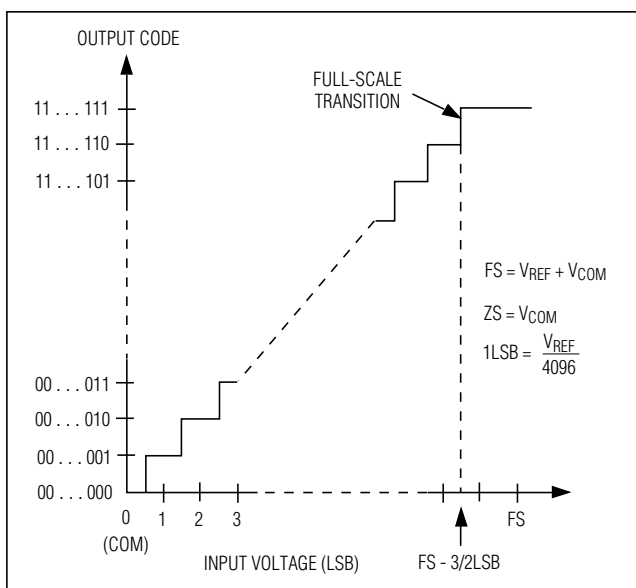 OUTPUT CODE
FULL-SCALE
TRANSITION
11 . . . 111
11 . . . 110
11 . . . 101
FS = VREF + VCOM
ZS = VCOM
1LSB = VREF
4096
00 . . . 011
00 . . . 010
00 . . . 001
00 . . . 000
0 1 2 3 FS
(COM)
INPUT VOLTAGE (LSB) FS - 3/2LSB